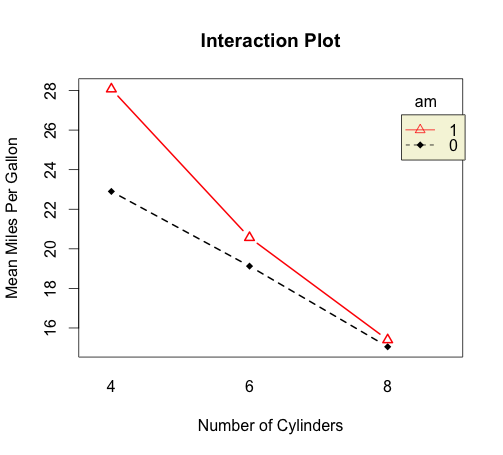 Interaction Plot
am
1
0
Mean Miles Per Gallon
28
26
24
22
20
18
16
4 6 8
Number of Cylinders